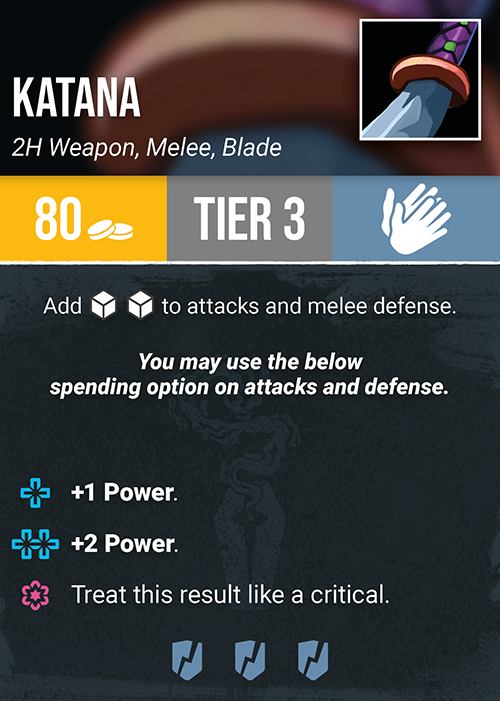 KATANA
2H Weapon, Melee, Blade
80
TIER 3
Add to attacks and melee defense.
You may use the below
spending option on attacks and defense.
+1 Power.
+2 Power.
Treat this result like a critical.